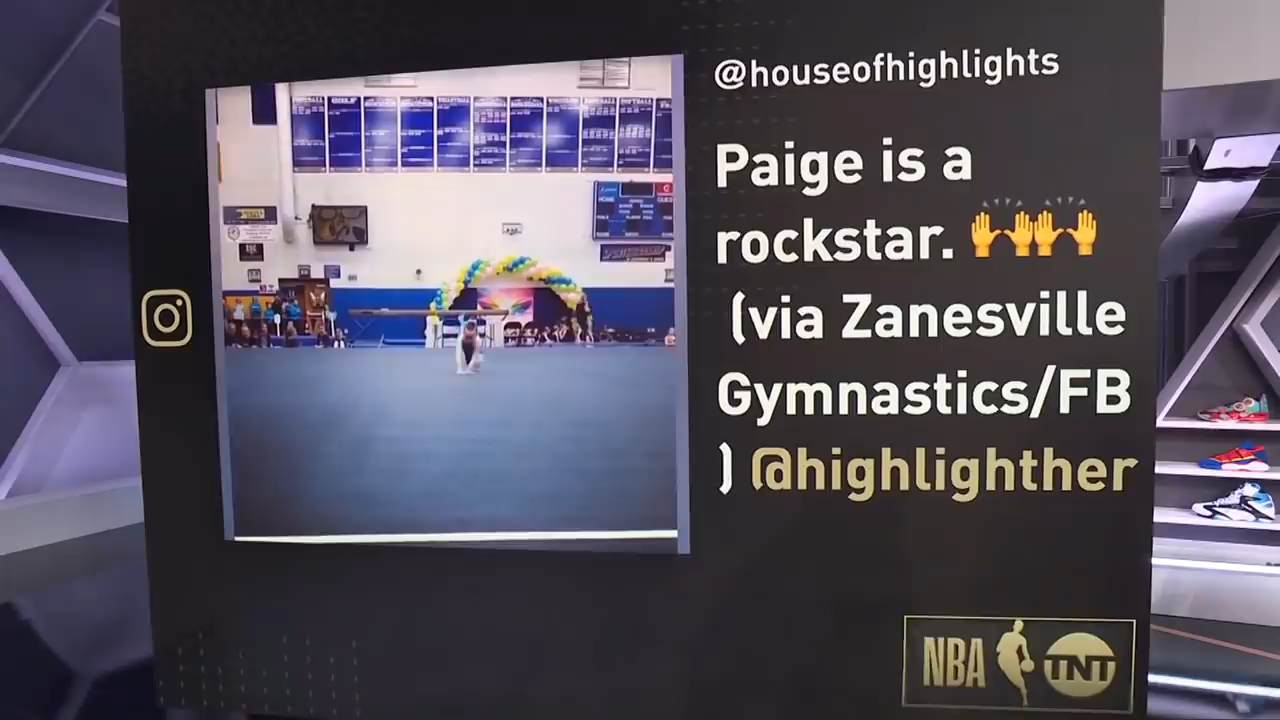 @houseofhighlights
Paige is a
rockstar. 🙌🙌
(via Zanesville
Gymnastics/FB
) @highlighther
NBA TNT